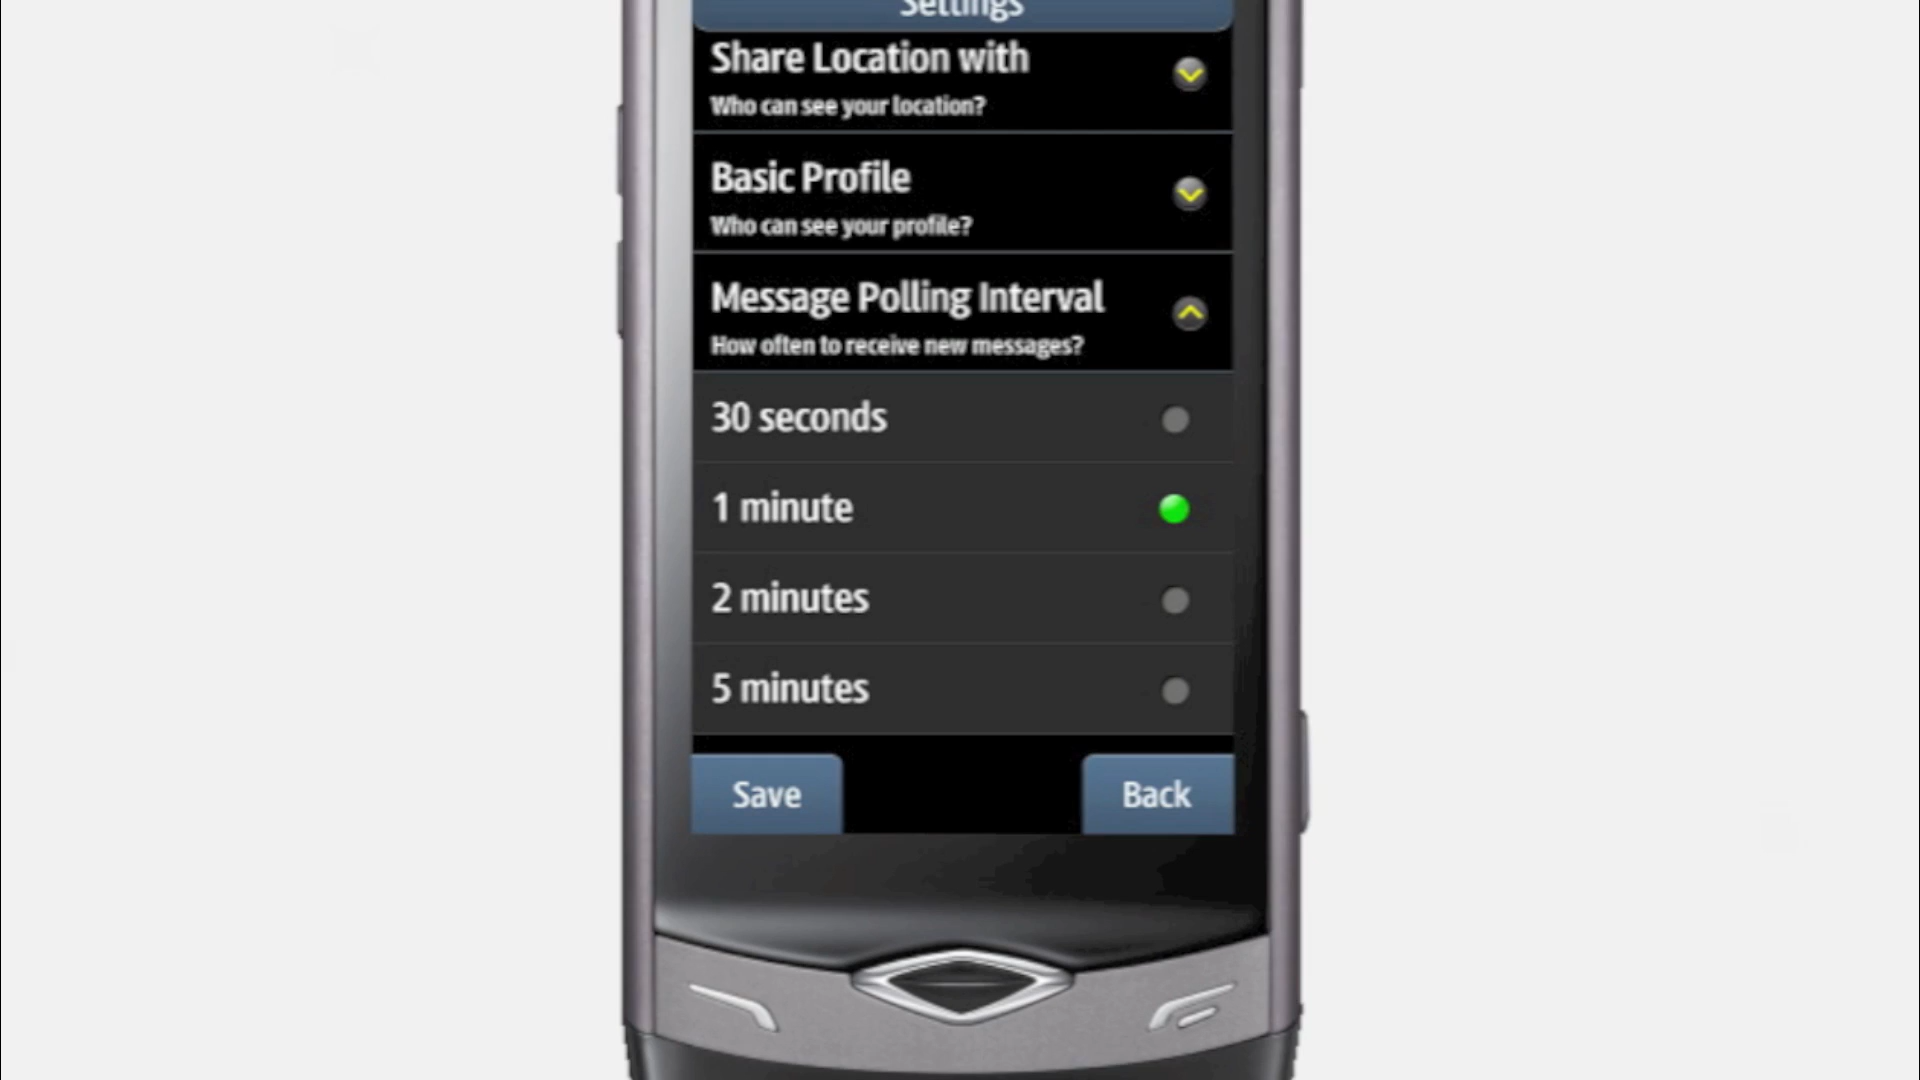 Settings
Share Location with
Who can see your location?
Basic Profile
Who can see your profile?
Message Polling Interval
How often to receive new messages?
30 seconds
1 minute
2 minutes
5 minutes
Save
Back